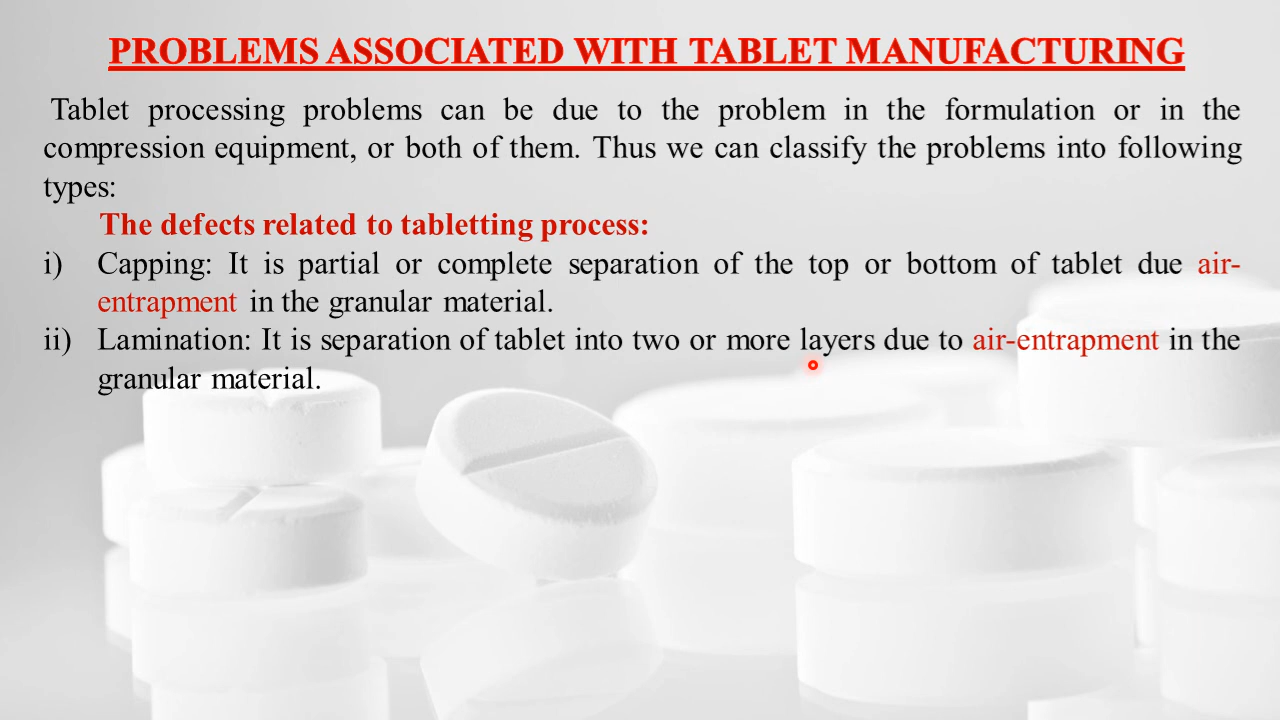 PROBLEMS ASSOCIATED WITH TABLET MANUFACTURING
Tablet processing problems can be due to the problem in the formulation or in the
compression equipment, or both of them. Thus we can classify the problems into following
types:
The defects related to tabletting process:
i) Capping: It is partial or complete separation of the top or bottom of tablet due air-
entrapment in the granular material.
ii) Lamination: It is separation of tablet into two or more layers due to air-entrapment in the
granular material.